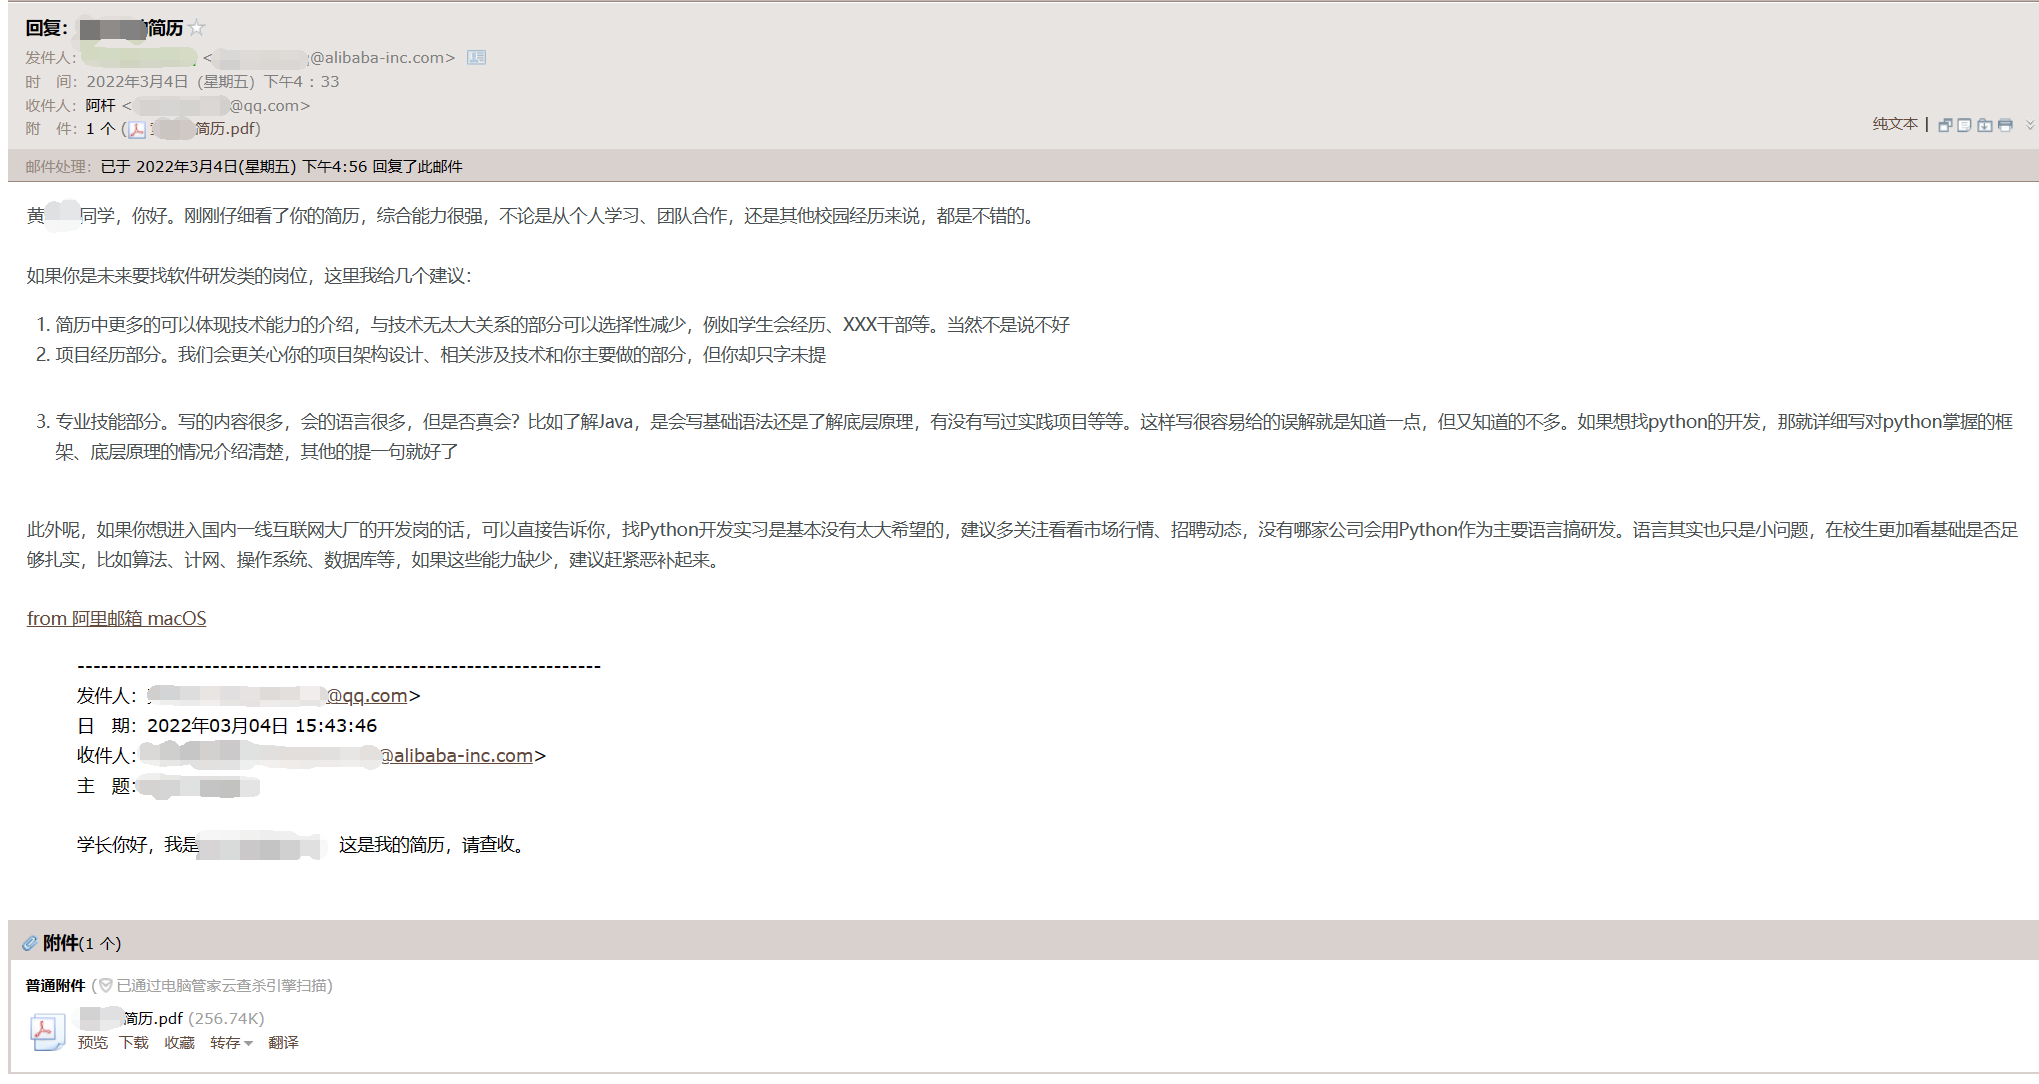 回复： 的简历
发件人： < @alibaba-inc.com>
时 间：2022年3月4日（星期五）下午4：33
收件人：阿杆 < @qq.com>
附 件：1 个 ( 简历.pdf)
纯文本 |
邮件处理：已于 2022年3月4日(星期五) 下午4:56 回复了此邮件
黄 同学，你好。刚刚仔细看了你的简历，综合能力很强，不论是从个人学习、团队合作，还是其他校园经历来说，都是不错的。
如果你是未来要找软件研发类的岗位，这里我给几个建议：
1. 简历中更多的可以体现技术能力的介绍，与技术无太大关系的部分可以选择性减少，例如学生会经历、XXX干部等。当然不是说不好
2. 项目经历部分。我们会更关心你的项目架构设计、相关涉及技术和你主要做的部分，但你却只字未提
3. 专业技能部分。写的内容很多，会的语言很多，但是否真会？比如了解Java，是会写基础语法还是了解底层原理，有没有写过实践项目等等。这样写很容易给的误解就是知道一点，但又知道的不多。如果想找python的开发，那就详细写对python掌握的框
架、底层原理的情况介绍清楚，其他的提一句就好了
此外呢，如果你想进入国内一线互联网大厂的开发岗的话，可以直接告诉你，找Python开发实习是基本没有太大希望的，建议多关注看看市场行情、招聘动态，没有哪家公司会用Python作为主要语言搞研发。语言其实也只是小问题，在校生更加看基础是否足
够扎实，比如算法、计网、操作系统、数据库等，如果这些能力缺少，建议赶紧恶补起来。
from 阿里邮箱 macOS
------------------------------------------------------------------
发件人： @qq.com>
日 期：2022年03月04日 15:43:46
收件人： @alibaba-inc.com>
主 题：
学长你好，我是 这是我的简历，请查收。
附件(1 个)
普通附件 (已通过电脑管家云查杀引擎扫描)
简历.pdf (256.74K)
预览 下载 收藏 转存 翻译